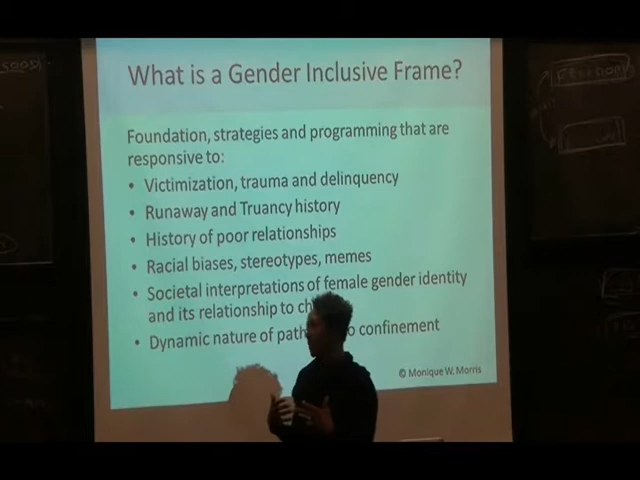 What is a Gender Inclusive Frame?
Foundation, strategies and programming that are
responsive to:
• Victimization, trauma and delinquency
• Runaway and Truancy history
• History of poor relationships
• Racial biases, stereotypes, memes
• Societal interpretations of female gender identity
and its relationship to
• Dynamic nature of confinement
© Monique W. Morris